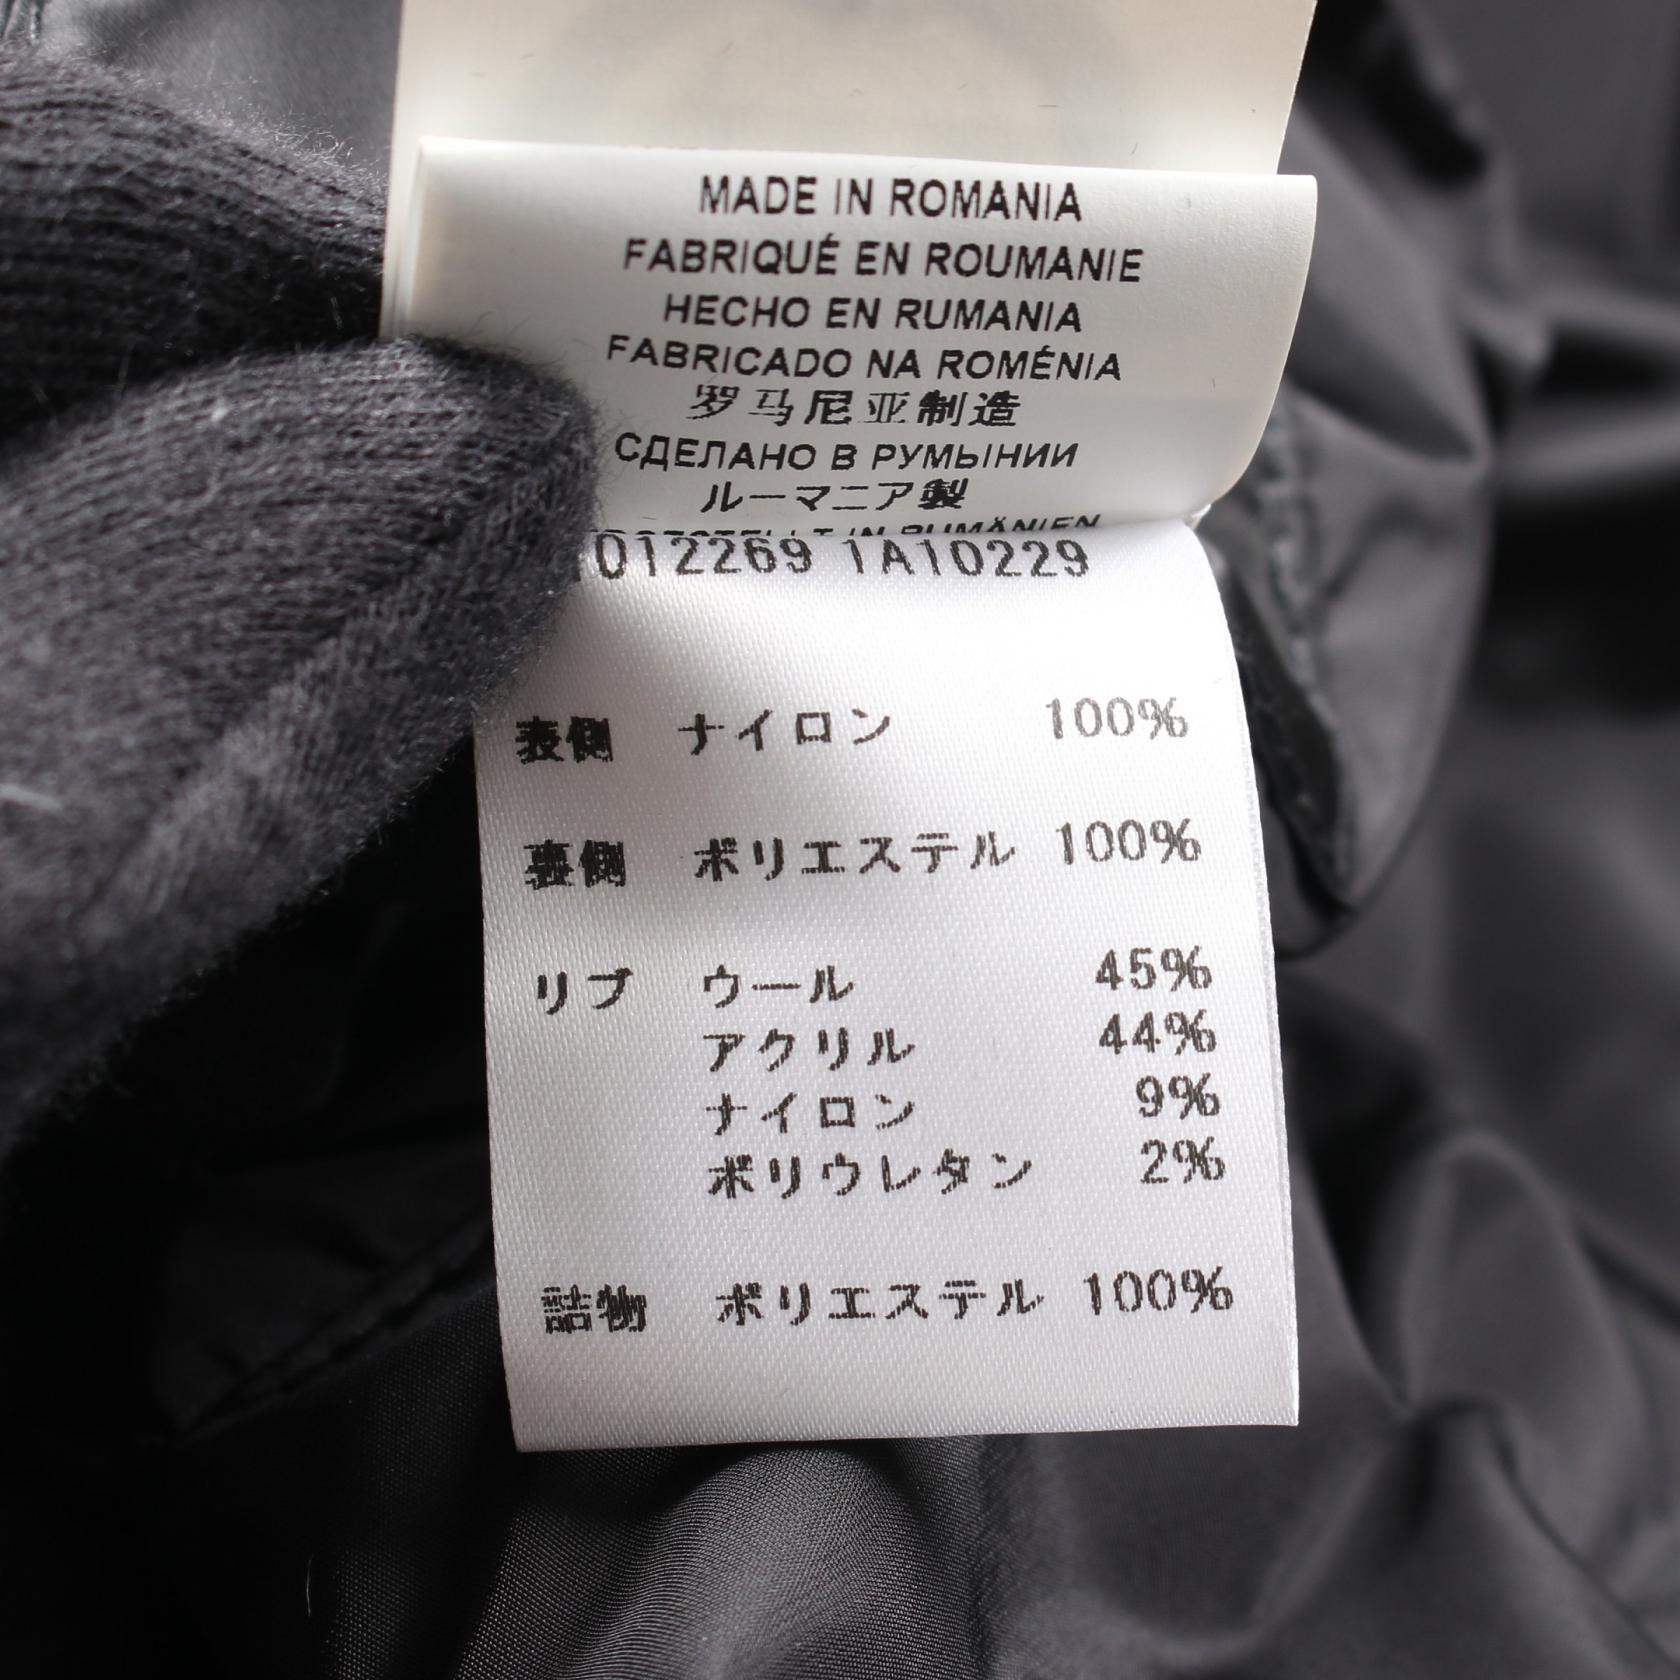 MADE IN ROMANIA
FABRIQUÉ EN ROUMANIE
HECHO EN RUMANIA
FABRICADO NA ROMÉNIA
罗马尼亚制造
СДЕЛАНО В РУМЫНИИ
ルーマニア製
IN RUMÄNIEN
012269 1A10229
表側 ナイロン 100%
裏側 ポリエステル 100%
リブ ウール 45%
アクリル 44%
ナイロン 9%
ポリウレタン 2%
詰物 ポリエステル 100%